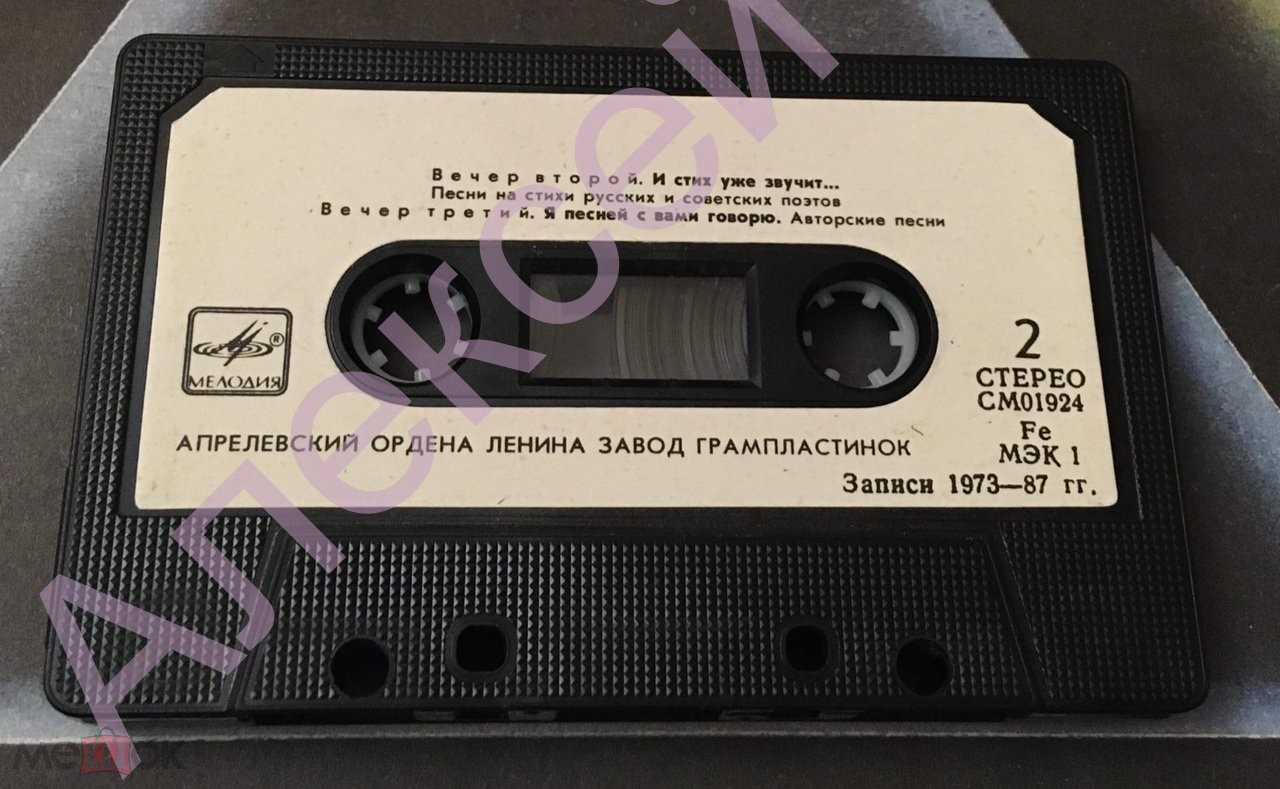 Вечер второй. И стих уже звучит...
Песни на стихи русских и советских поэтов
Вечер третий. Я песней с вами говорю. Авторские песни
МЕЛОДИЯ ®
2
СТЕРЕО
СМ01924
Fe
МЭК 1
АПРЕЛЕВСКИЙ ОРДЕНА ЛЕНИНА ЗАВОД ГРАМПЛАСТИНОК
Записи 1973—87 гг.
Алексей
мешок